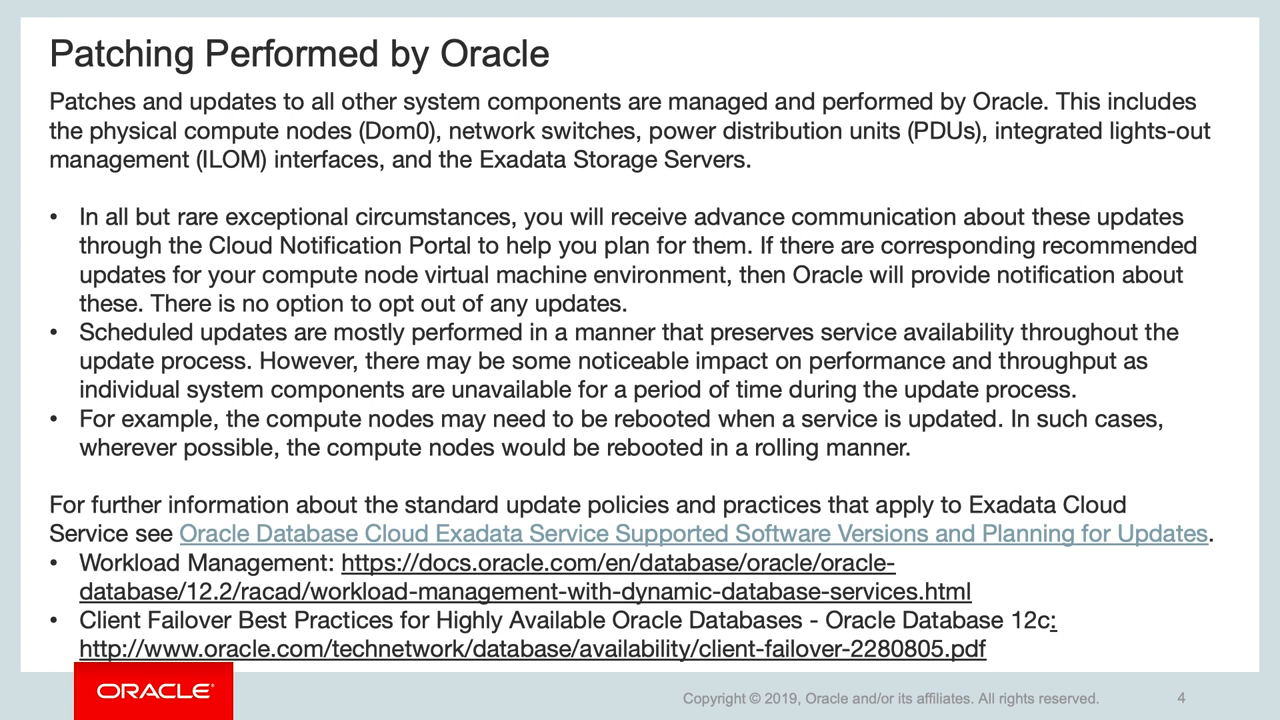 Patching Performed by Oracle
Patches and updates to all other system components are managed and performed by Oracle. This includes
the physical compute nodes (Dom0), network switches, power distribution units (PDUs), integrated lights-out
management (ILOM) interfaces, and the Exadata Storage Servers.
• In all but rare exceptional circumstances, you will receive advance communication about these updates
through the Cloud Notification Portal to help you plan for them. If there are corresponding recommended
updates for your compute node virtual machine environment, then Oracle will provide notification about
these. There is no option to opt out of any updates.
• Scheduled updates are mostly performed in a manner that preserves service availability throughout the
update process. However, there may be some noticeable impact on performance and throughput as
individual system components are unavailable for a period of time during the update process.
• For example, the compute nodes may need to be rebooted when a service is updated. In such cases,
wherever possible, the compute nodes would be rebooted in a rolling manner.
For further information about the standard update policies and practices that apply to Exadata Cloud
Service see Oracle Database Cloud Exadata Service Supported Software Versions and Planning for Updates.
• Workload Management: https://docs.oracle.com/en/database/oracle/oracle-
database/12.2/racad/workload-management-with-dynamic-database-services.html
• Client Failover Best Practices for Highly Available Oracle Databases - Oracle Database 12c:
http://www.oracle.com/technetwork/database/availability/client-failover-2280805.pdf
ORACLE®
Copyright © 2019, Oracle and/or its affiliates. All rights reserved.
4